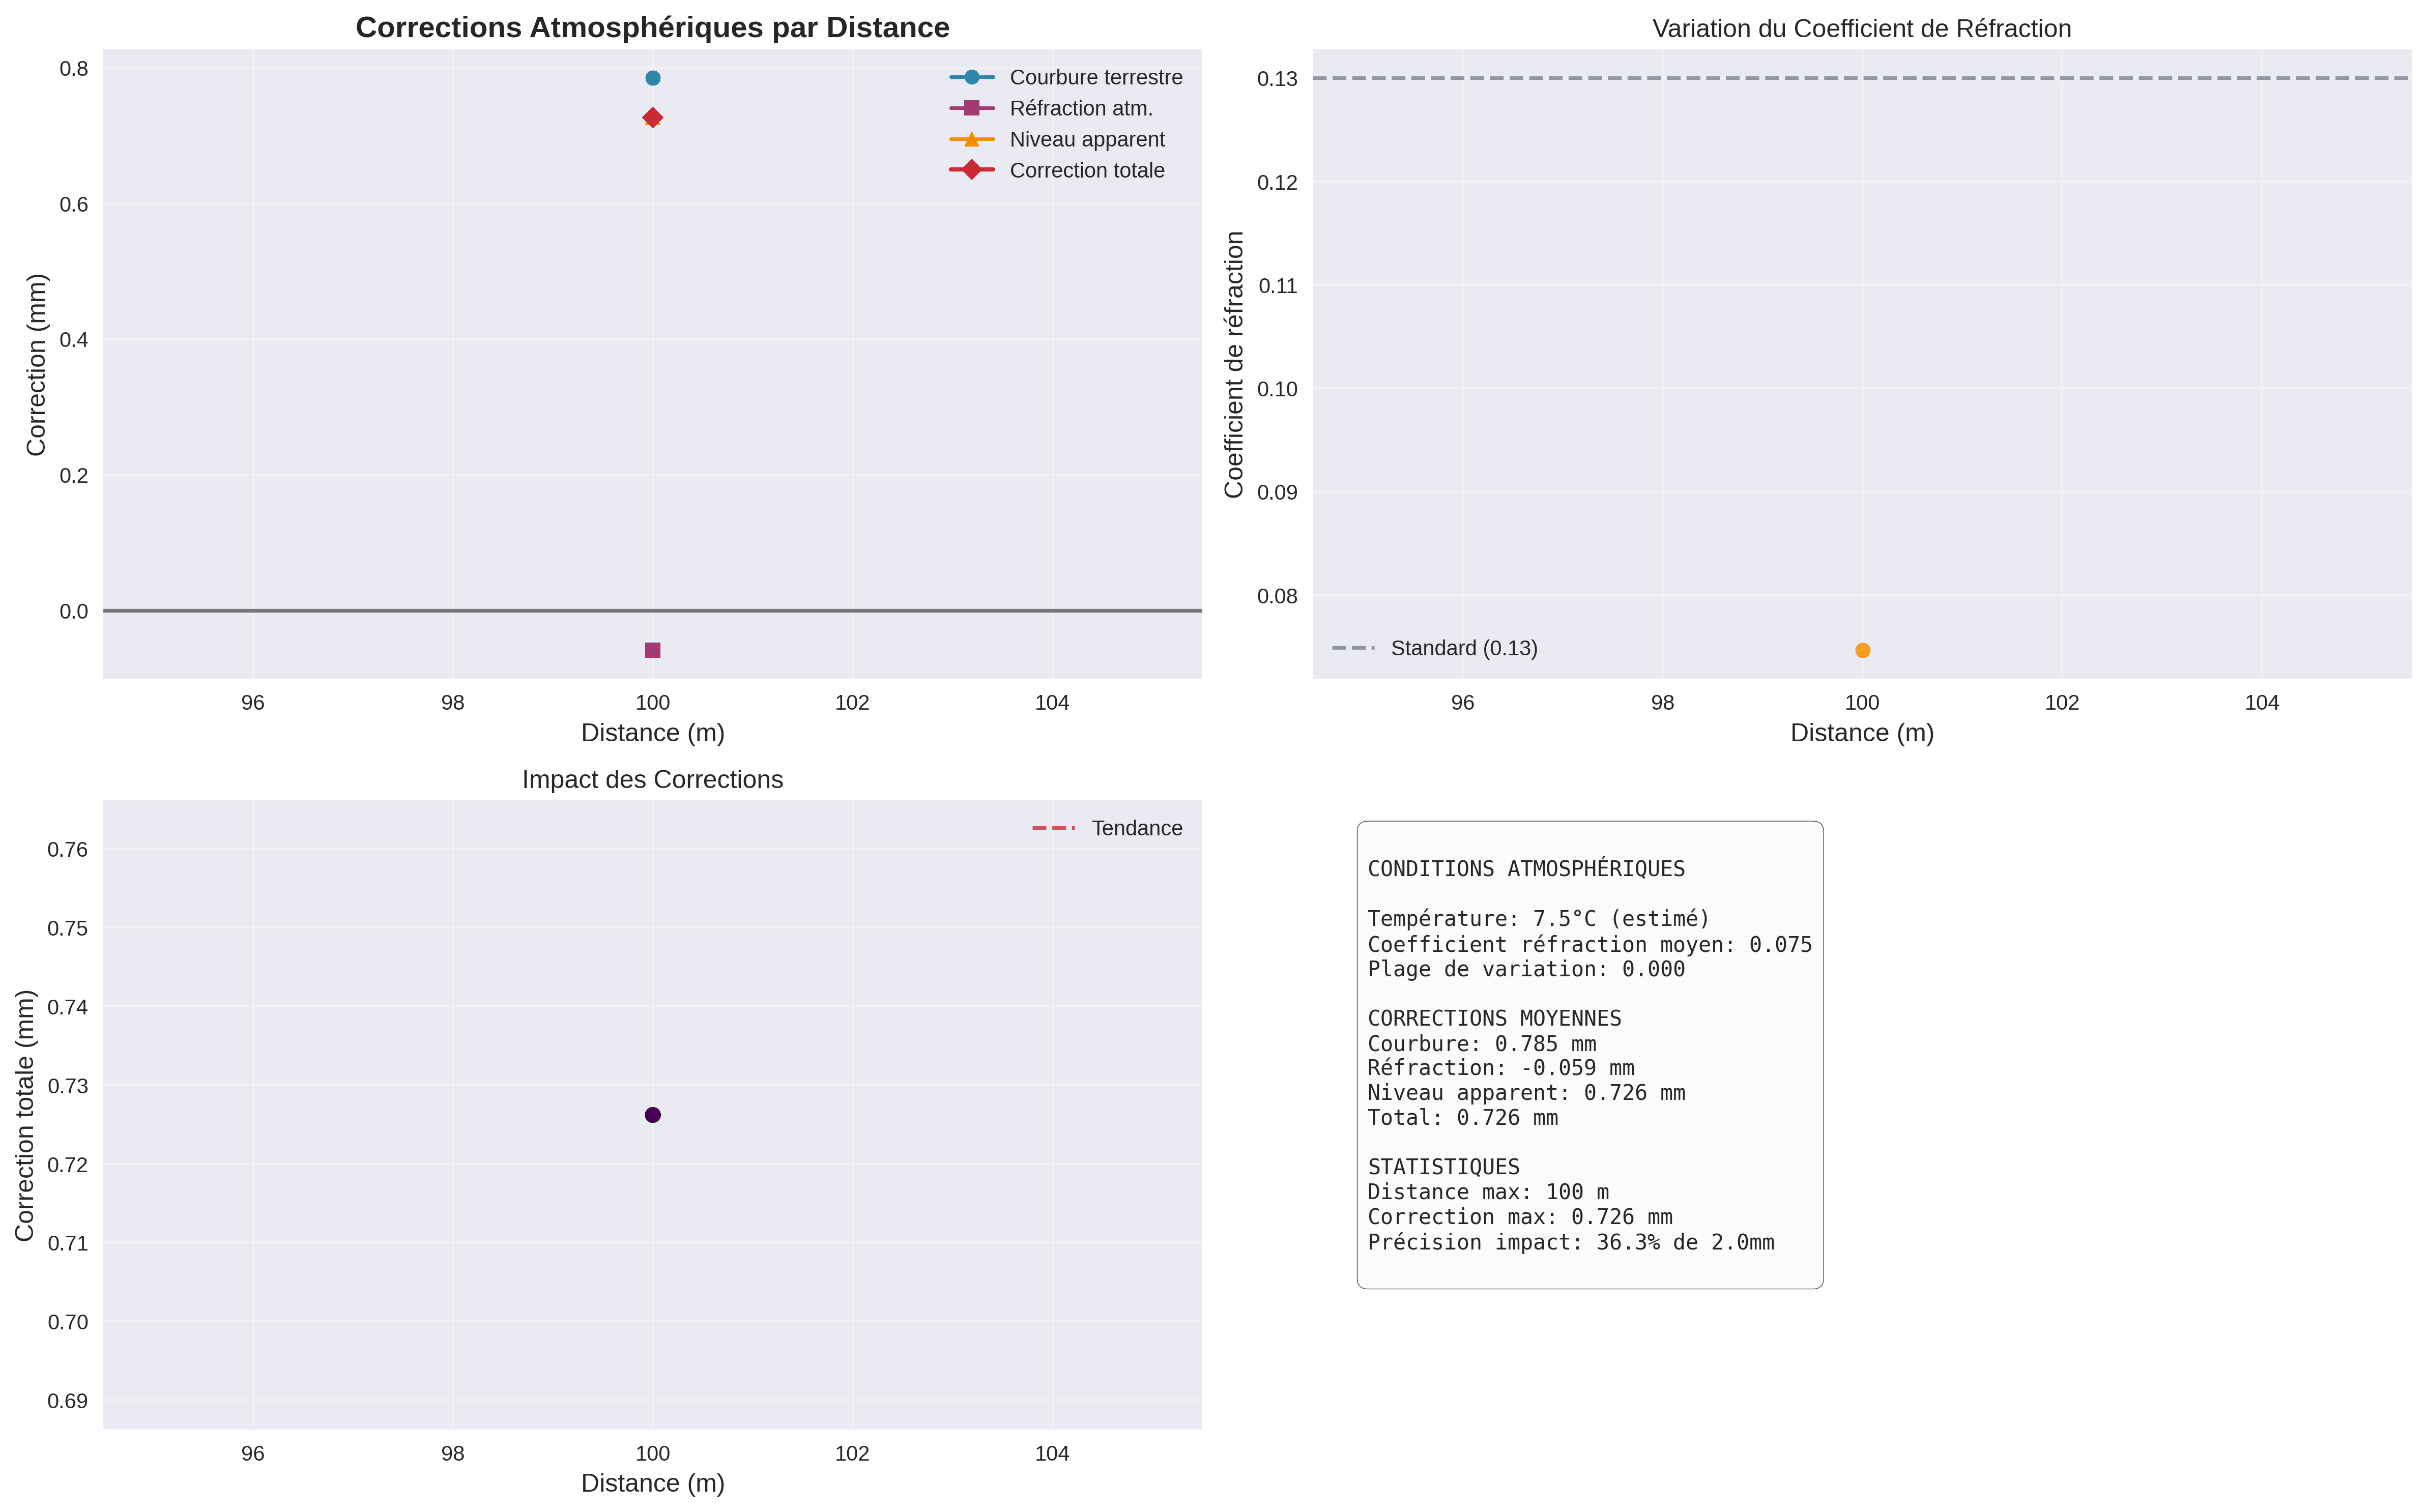 Corrections Atmosphériques par Distance
Correction (mm)
0.8
0.6
0.4
0.2
0.0
Courbure terrestre
Réfraction atm.
Niveau apparent
Correction totale
96
98
100
102
104
Distance (m)
Variation du Coefficient de Réfraction
Coefficient de réfraction
0.13
0.12
0.11
0.10
0.09
0.08
Standard (0.13)
96
98
100
102
104
Distance (m)
Impact des Corrections
Correction totale (mm)
0.76
0.75
0.74
0.73
0.72
0.71
0.70
0.69
Tendance
96
98
100
102
104
Distance (m)
CONDITIONS ATMOSPHÉRIQUES
Température: 7.5°C (estimé)
Coefficient réfraction moyen: 0.075
Plage de variation: 0.000
CORRECTIONS MOYENNES
Courbure: 0.785 mm
Réfraction: -0.059 mm
Niveau apparent: 0.726 mm
Total: 0.726 mm
STATISTIQUES
Distance max: 100 m
Correction max: 0.726 mm
Précision impact: 36.3% de 2.0mm